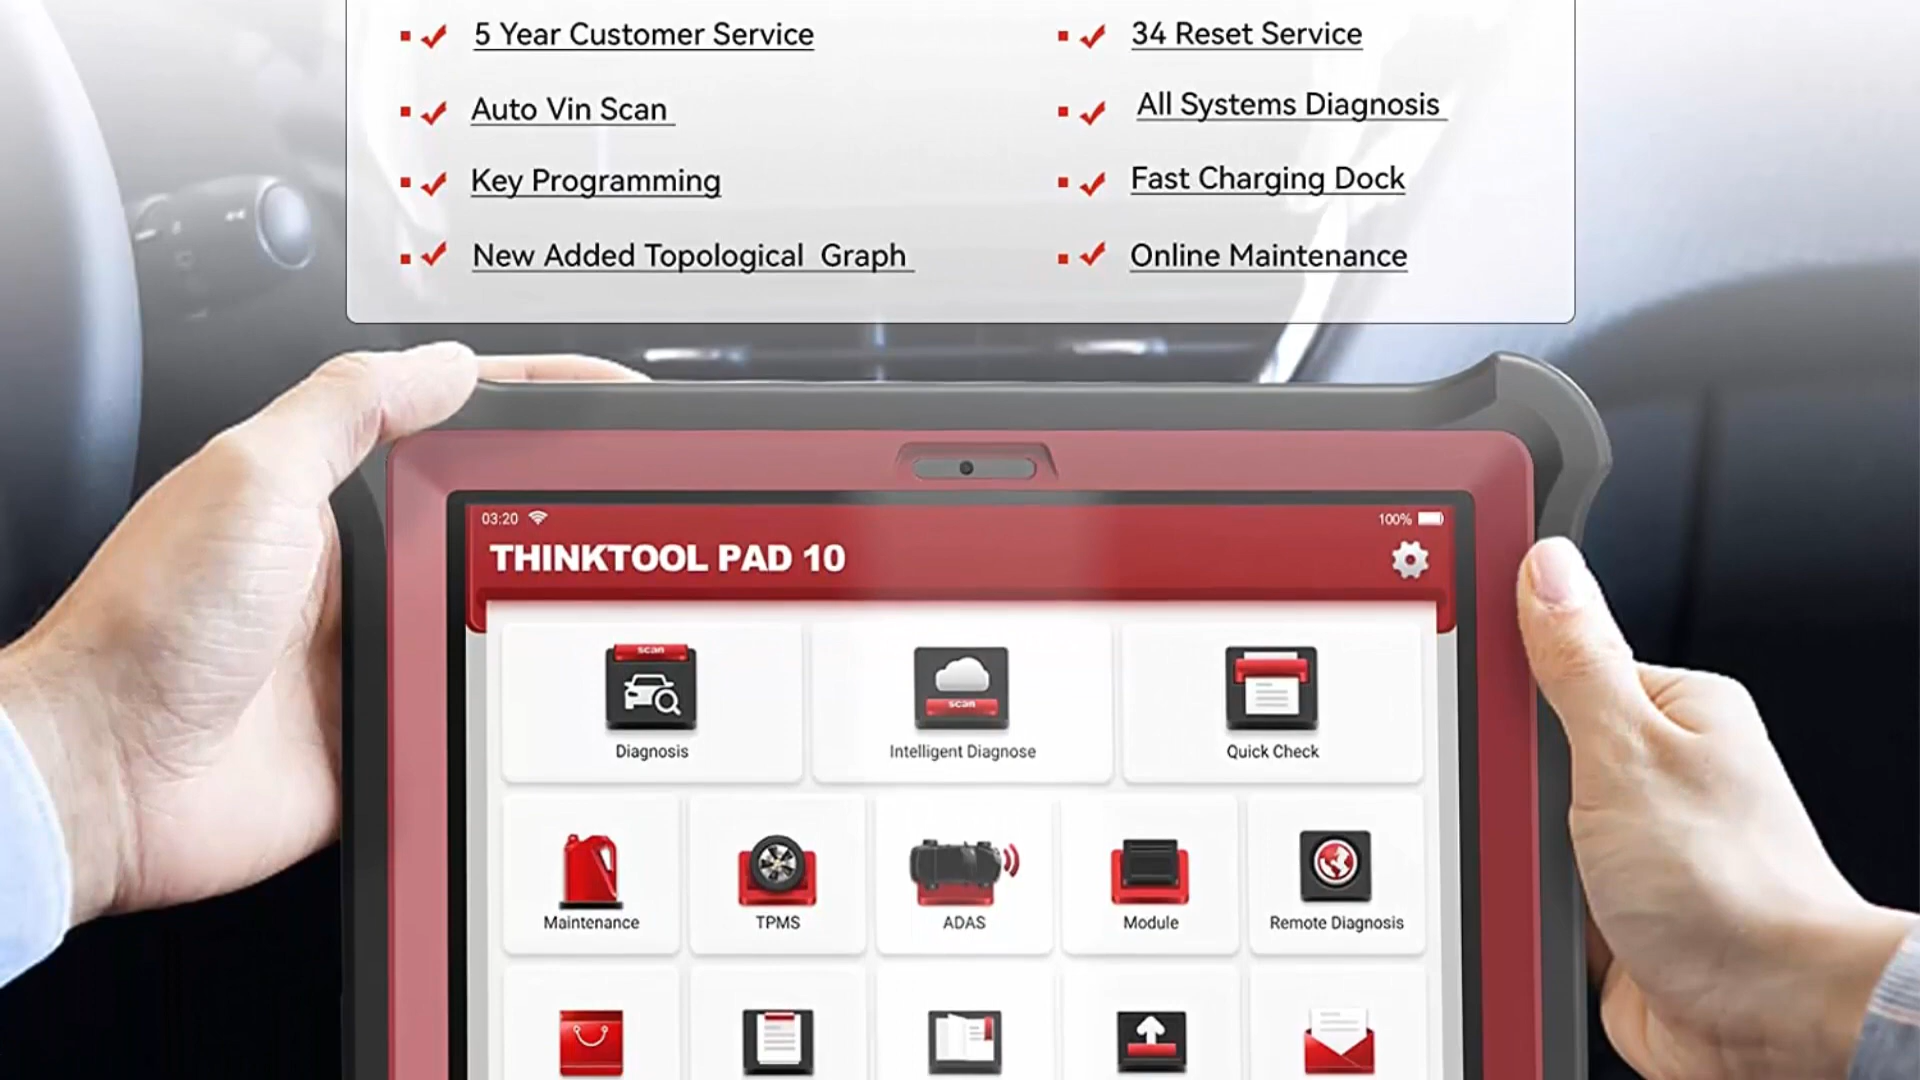 5 Year Customer Service
34 Reset Service
Auto Vin Scan
All Systems Diagnosis
Key Programming
Fast Charging Dock
New Added Topological Graph
Online Maintenance
03:20
100%
THINKTOOL PAD 10
scan
scan
Diagnosis
Intelligent Diagnose
Quick Check
Maintenance
TPMS
ADAS
Module
Remote Diagnosis